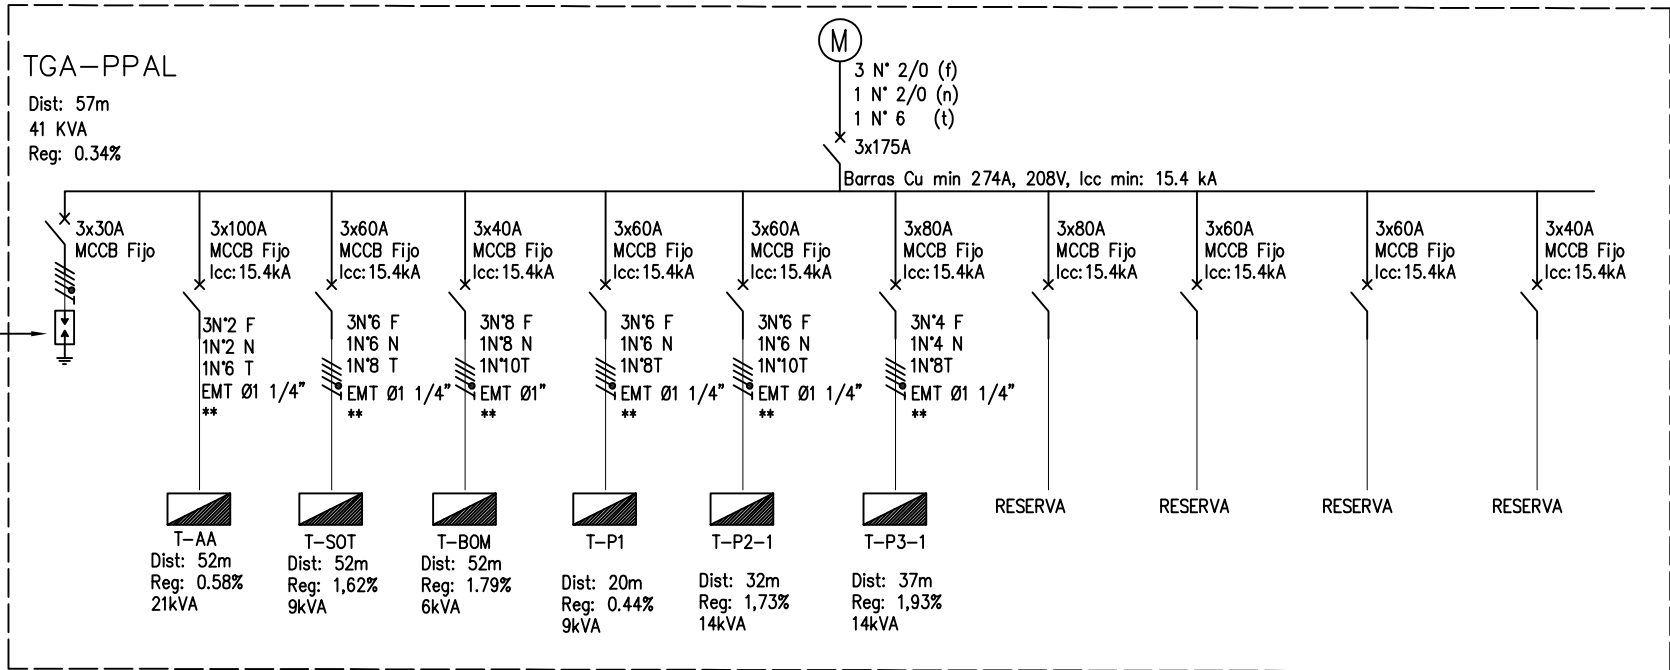 TGA-PPAL
Dist: 57m
41 KVA
Reg: 0.34%
M
3 N° 2/0 (f)
1 N° 2/0 (n)
1 N° 6 (t)
3x175A
Barras Cu min 274A, 208V, Icc min: 15.4 kA
3x30A
MCCB Fijo
3x100A
MCCB Fijo
Icc:15.4kA
3N°2 F
1N°2 N
1N°6 T
EMT Ø1 1/4"
**
T-AA
Dist: 52m
Reg: 0.58%
21kVA
3x60A
MCCB Fijo
Icc:15.4kA
3N°6 F
1N°6 N
1N°8 T
EMT Ø1 1/4"
**
T-SOT
Dist: 52m
Reg: 1,62%
9kVA
3x40A
MCCB Fijo
Icc:15.4kA
3N°8 F
1N°8 N
1N°10T
EMT Ø1"
**
T-BOM
Dist: 52m
Reg: 1.79%
6kVA
3x60A
MCCB Fijo
Icc:15.4kA
3N°6 F
1N°6 N
1N°8T
EMT Ø1 1/4"
**
T-P1
Dist: 20m
Reg: 0.44%
9kVA
3x60A
MCCB Fijo
Icc:15.4kA
3N°6 F
1N°6 N
1N°10T
EMT Ø1 1/4"
**
T-P2-1
Dist: 32m
Reg: 1,73%
14kVA
3x80A
MCCB Fijo
Icc:15.4kA
3N°4 F
1N°4 N
1N°8T
EMT Ø1 1/4"
**
T-P3-1
Dist: 37m
Reg: 1,93%
14kVA
3x80A
MCCB Fijo
Icc:15.4kA
RESERVA
3x60A
MCCB Fijo
Icc:15.4kA
RESERVA
3x60A
MCCB Fijo
Icc:15.4kA
RESERVA
3x40A
MCCB Fijo
Icc:15.4kA
RESERVA